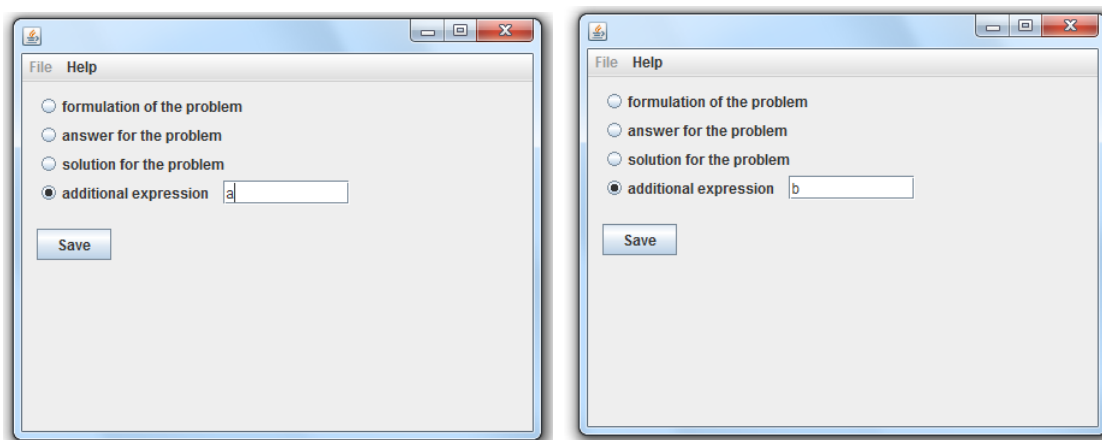 File Help
formulation of the problem
answer for the problem
solution for the problem
additional expression a
Save
File Help
formulation of the problem
answer for the problem
solution for the problem
additional expression b
Save